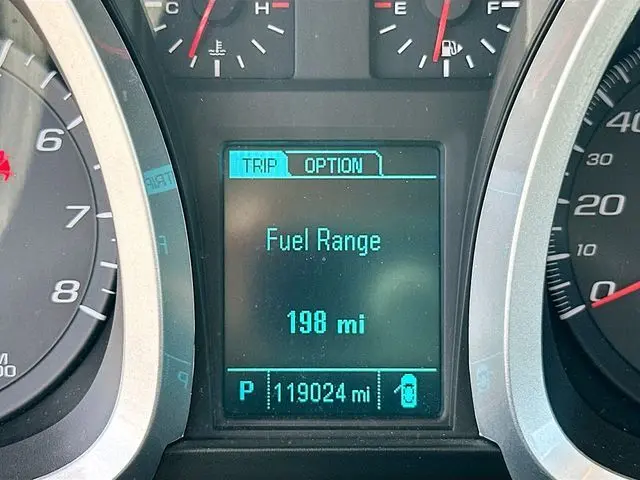 C H
E F
TRIP OPTION
Fuel Range
198 mi
P 119024 mi
6
7
8
40
30
20
10
0